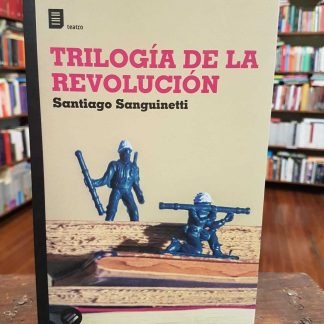 teatro
TRILOGÍA DE LA
REVOLUCIÓN
Santiago Sanguinetti